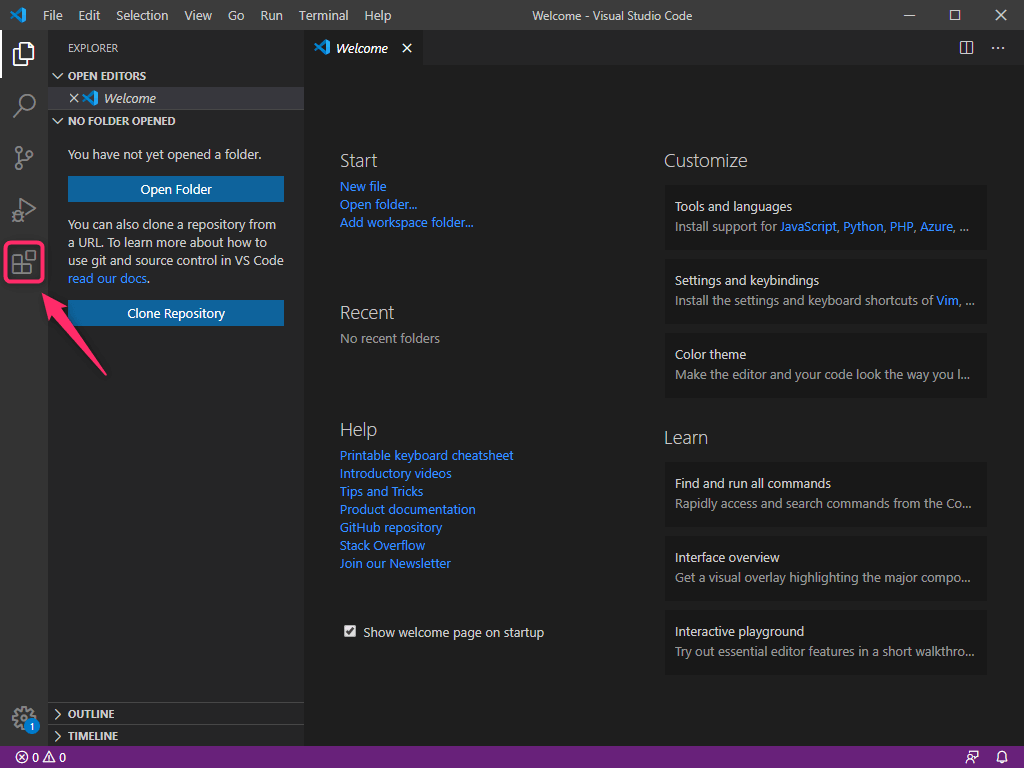 File Edit Selection View Go Run Terminal Help
Welcome - Visual Studio Code
EXPLORER
OPEN EDITORS
Welcome
NO FOLDER OPENED
You have not yet opened a folder.
Open Folder
You can also clone a repository from
a URL. To learn more about how to
use git and source control in VS Code
read our docs.
Clone Repository
OUTLINE
TIMELINE
Welcome
Start
New file
Open folder...
Add workspace folder...
Recent
No recent folders
Help
Printable keyboard cheatsheet
Introductory videos
Tips and Tricks
Product documentation
GitHub repository
Stack Overflow
Join our Newsletter
Show welcome page on startup
Customize
Tools and languages
Install support for JavaScript, Python, PHP, Azure, ...
Settings and keybindings
Install the settings and keyboard shortcuts of Vim, ...
Color theme
Make the editor and your code look the way you l...
Learn
Find and run all commands
Rapidly access and search commands from the Co...
Interface overview
Get a visual overlay highlighting the major compo...
Interactive playground
Try out essential editor features in a short walkthro...
1
0 0